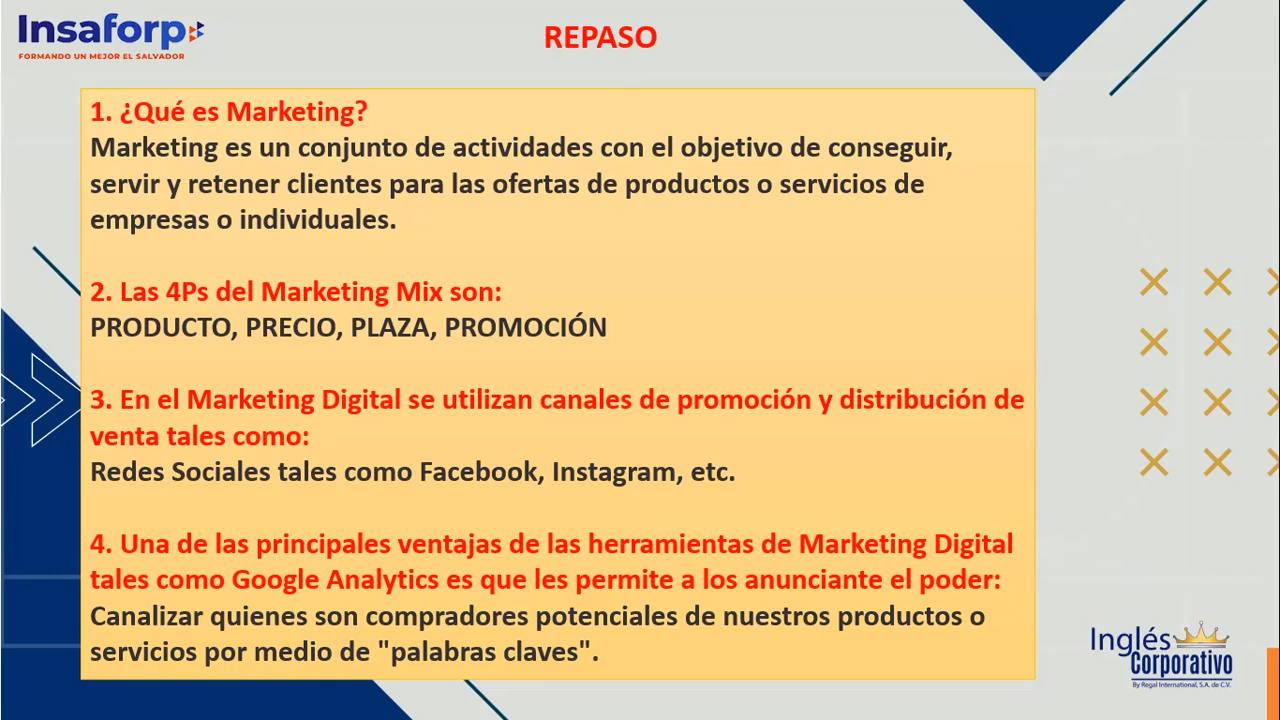 Insaforp
FORMANDO UN MEJOR EL SALVADOR
REPASO
1. ¿Qué es Marketing?
Marketing es un conjunto de actividades con el objetivo de conseguir,
servir y retener clientes para las ofertas de productos o servicios de
empresas o individuales.
2. Las 4Ps del Marketing Mix son:
PRODUCTO, PRECIO, PLAZA, PROMOCIÓN
3. En el Marketing Digital se utilizan canales de promoción y distribución de
venta tales como:
Redes Sociales tales como Facebook, Instagram, etc.
4. Una de las principales ventajas de las herramientas de Marketing Digital
tales como Google Analytics es que les permite a los anunciante el poder:
Canalizar quienes son compradores potenciales de nuestros productos o
servicios por medio de "palabras claves".
Inglés
Corporativo
By Regal International, S.A. de C.V.